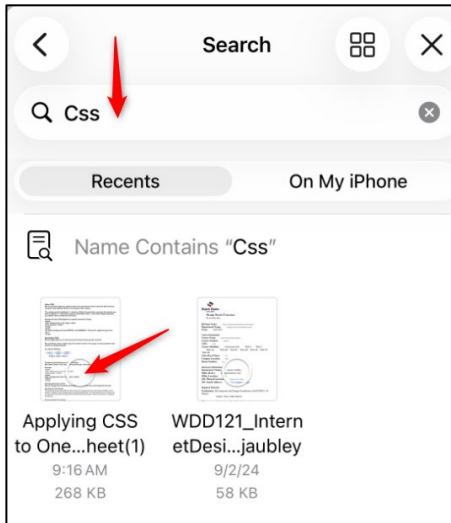 Search
Css
Recents
On My iPhone
Name Contains "Css"
Applying CSS
to One...heet(1)
9:16 AM
268 KB
WDD121_Intern
etDesi...jaubley
9/2/24
58 KB